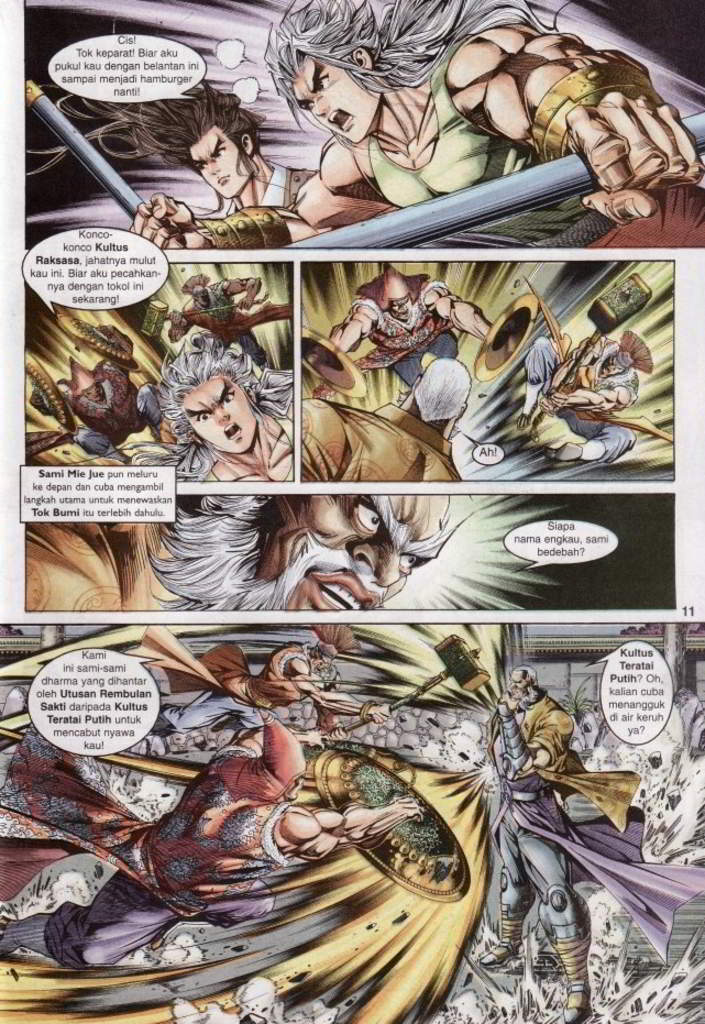 Cis!
Tok keparat! Biar aku
pukul kau dengan belantan ini
sampai menjadi hamburger
nanti!
Konco-
konco Kultus
Raksasa, jahatnya mulut
kau ini. Biar aku pecahkan-
nya dengan tokol ini
sekarang!
Ah!
Sami Mie Jue pun meluru
ke depan dan cuba mengambil
langkah utama untuk menewaskan
Tok Bumi itu terlebih dahulu.
Siapa
nama engkau, sami
bedebah?
11
Kami
ini sami-sami
dharma yang dihantar
oleh Utusan Rembulan
Sakti daripada Kultus
Teratai Putih untuk
mencabut nyawa
kau!
Kultus
Teratai
Putih? Oh,
kalian cuba
menangguk
di air keruh
ya?